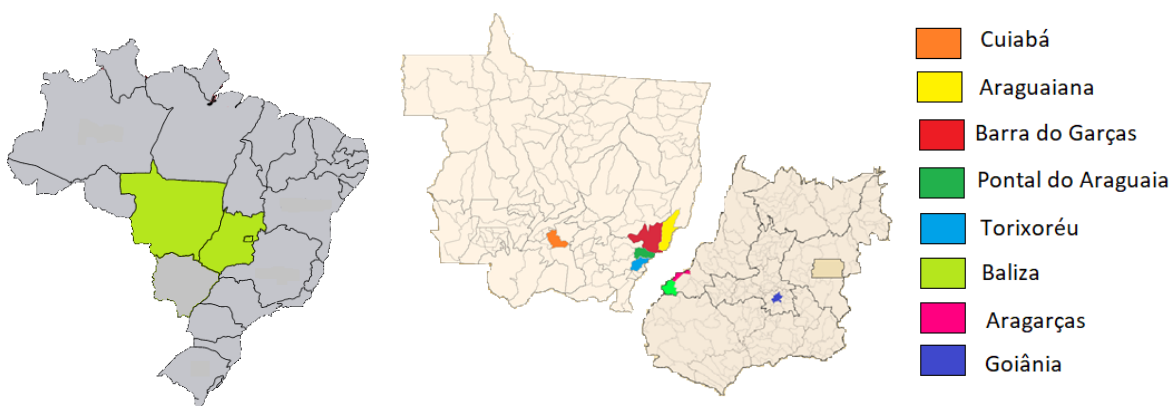 Cuiabá
Araguaiana
Barra do Garças
Pontal do Araguaia
Torixoréu
Baliza
Aragarças
Goiânia